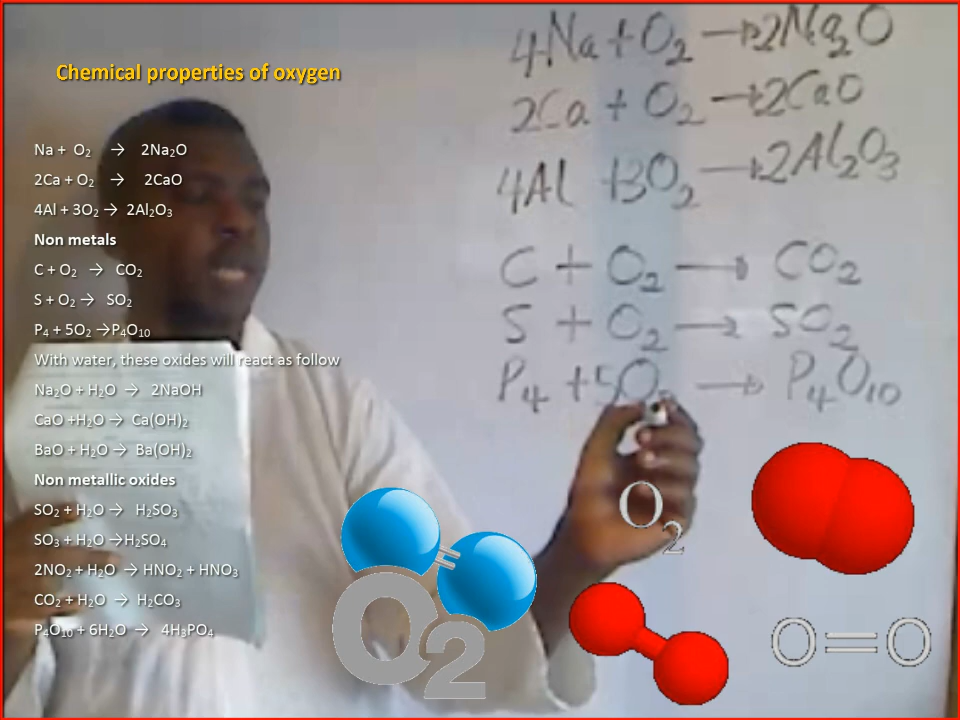 Chemical properties of oxygen
Na + O₂ → 2Na₂O
2Ca + O₂ → 2CaO
4Al + 3O₂ → 2Al₂O₃
Non metals
C + O₂ → CO₂
S + O₂ → SO₂
P₄ + 5O₂ →P₄O₁₀
With water, these oxides will react as follow
Na₂O + H₂O → 2NaOH
CaO +H₂O → Ca(OH)₂
BaO + H₂O → Ba(OH)₂
Non metallic oxides
SO₂ + H₂O → H₂SO₃
SO₃ + H₂O →H₂SO₄
2NO₂ + H₂O → HNO₂ + HNO₃
CO₂ + H₂O → H₂CO₃
P₄O₁₀ + 6H₂O → 4H₃PO₄
4Na + O₂ → 2Na₂O
2Ca + O₂ → 2CaO
4Al + 3O₂ → 2Al₂O₃
C + O₂ → CO₂
S + O₂ → SO₂
P₄ + 5O₂ → P₄O₁₀
O₂
O₂
O=O